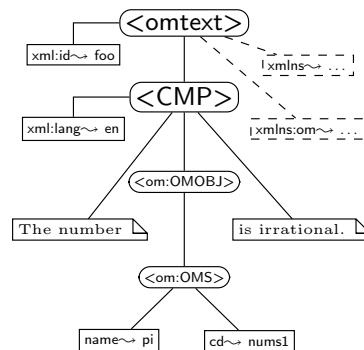 <omtext>
xml:id↝ foo
xmlns↝ ...
<CMP>
xml:lang↝ en
xmlns:om↝ ...
<om:OMOBJ>
The number
is irrational.
<om:OMS>
name↝ pi
cd↝ nums1